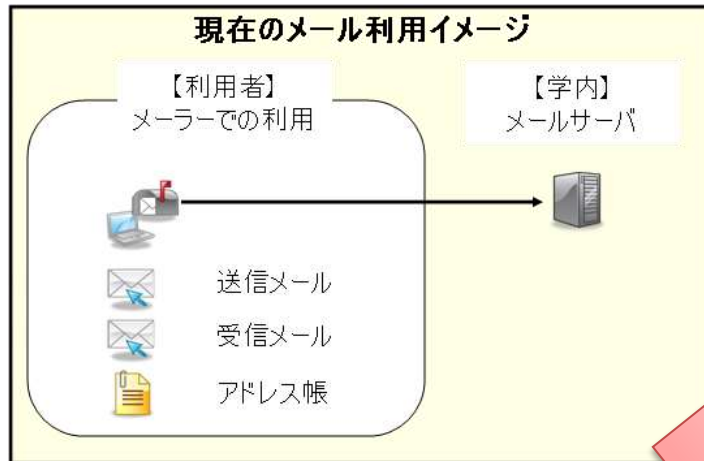 現在のメール利用イメージ
【利用者】
メーラーでの利用
【学内】
メールサーバ
送信メール
受信メール
アドレス帳